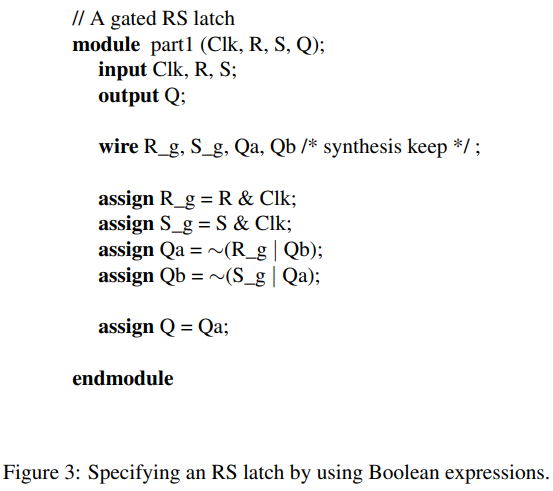 // A gated RS latch
module part1 (Clk, R, S, Q);
input Clk, R, S;
output Q;
wire R_g, S_g, Qa, Qb /* synthesis keep */ ;
assign R_g = R & Clk;
assign S_g = S & Clk;
assign Qa = ~(R_g | Qb);
assign Qb = ~(S_g | Qa);
assign Q = Qa;
endmodule
Figure 3: Specifying an RS latch by using Boolean expressions.